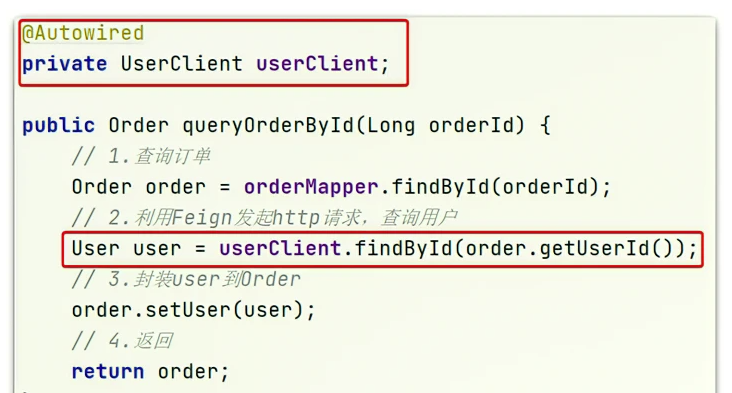 @Autowired
private UserClient userClient;
public Order queryOrderById(Long orderId) {
// 1.查询订单
Order order = orderMapper.findById(orderId);
// 2.利用Feign发起http请求，查询用户
User user = userClient.findById(order.getUserId());
// 3.封装user到Order
order.setUser(user);
// 4.返回
return order;